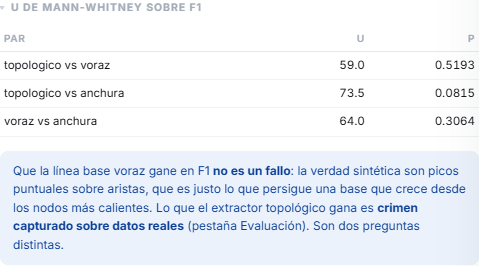 U DE MANN-WHITNEY SOBRE F1
PAR U P
topologico vs voraz 59.0 0.5193
topologico vs anchura 73.5 0.0815
voraz vs anchura 64.0 0.3064
Que la línea base voraz gane en F1 no es un fallo: la verdad sintética son picos
puntuales sobre aristas, que es justo lo que persigue una base que crece desde
los nodos más calientes. Lo que el extractor topológico gana es crimen
capturado sobre datos reales (pestaña Evaluación). Son dos preguntas
distintas.